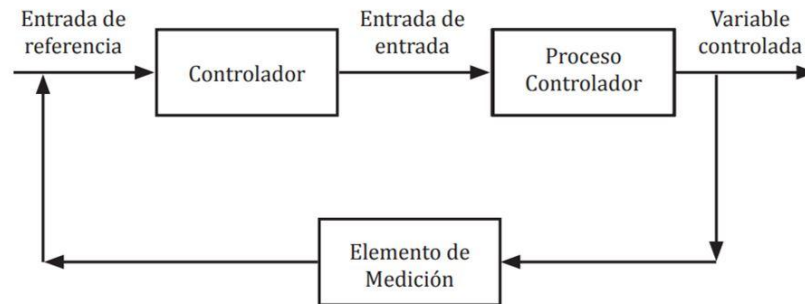 Entrada de
referencia
Controlador
Entrada de
entrada
Proceso
Controlador
Variable
controlada
Elemento de
Medición